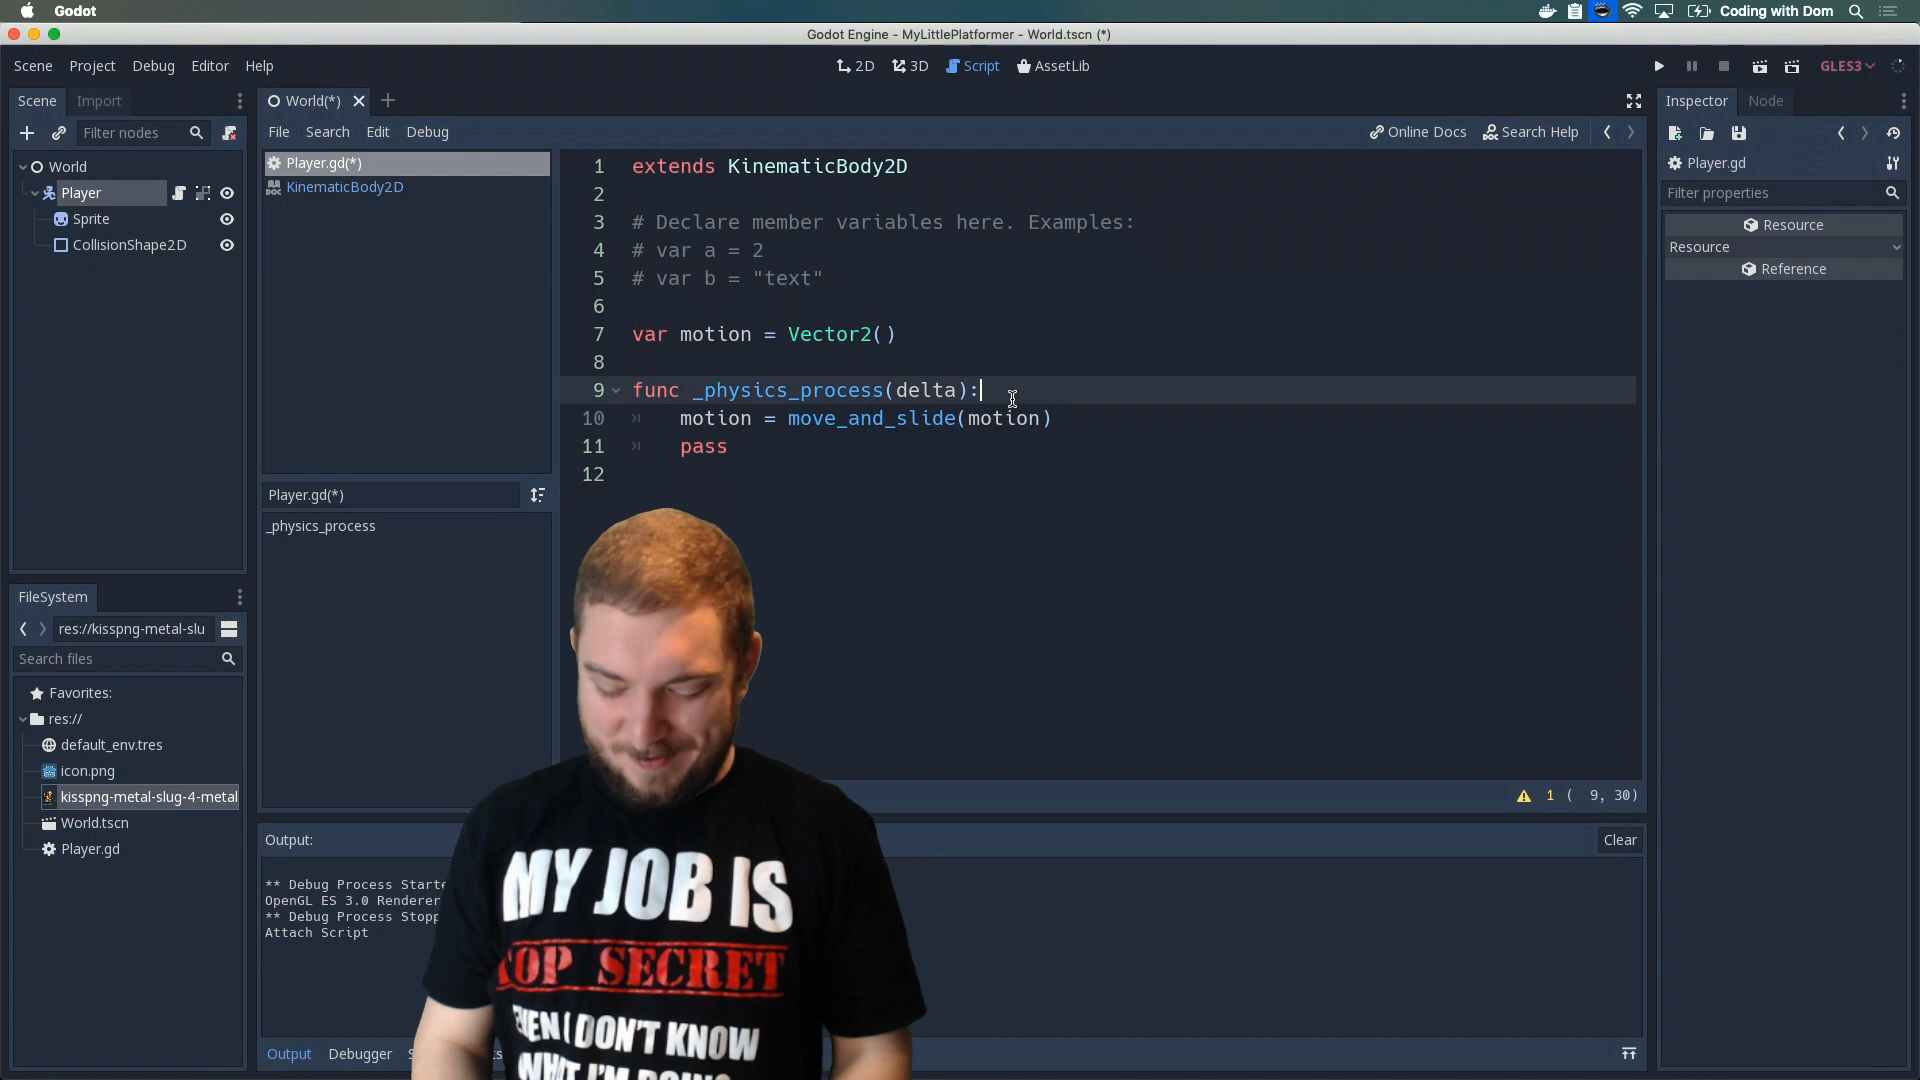 Godot
Coding with Dom
Godot Engine - MyLittlePlatformer - World.tscn (*)
Scene Project Debug Editor Help
2D 3D Script AssetLib
GLES3
Scene Import
World(*)
Inspector Node
Filter nodes
File Search Edit Debug
Online Docs Search Help
World
Player
Sprite
CollisionShape2D
Player.gd(*)
KinematicBody2D
Player.gd(*)
_physics_process
1 extends KinematicBody2D
2
3 # Declare member variables here. Examples:
4 # var a = 2
5 # var b = "text"
6
7 var motion = Vector2()
8
9 func _physics_process(delta):
10 motion = move_and_slide(motion)
11 pass
12
1 ( 9, 30)
Player.gd
Filter properties
Resource
Resource
Reference
FileSystem
res://kisspng-metal-slu
Search files
Favorites:
res://
default_env.tres
icon.png
kisspng-metal-slug-4-metal
World.tscn
Player.gd
Output:
Clear
** Debug Process Starte
OpenGL ES 3.0 Renderer
** Debug Process Stopp
Attach Script
Output Debugger
MY JOB IS
TOP SECRET
EVEN I DON'T KNOW
WHAT I'M DOING